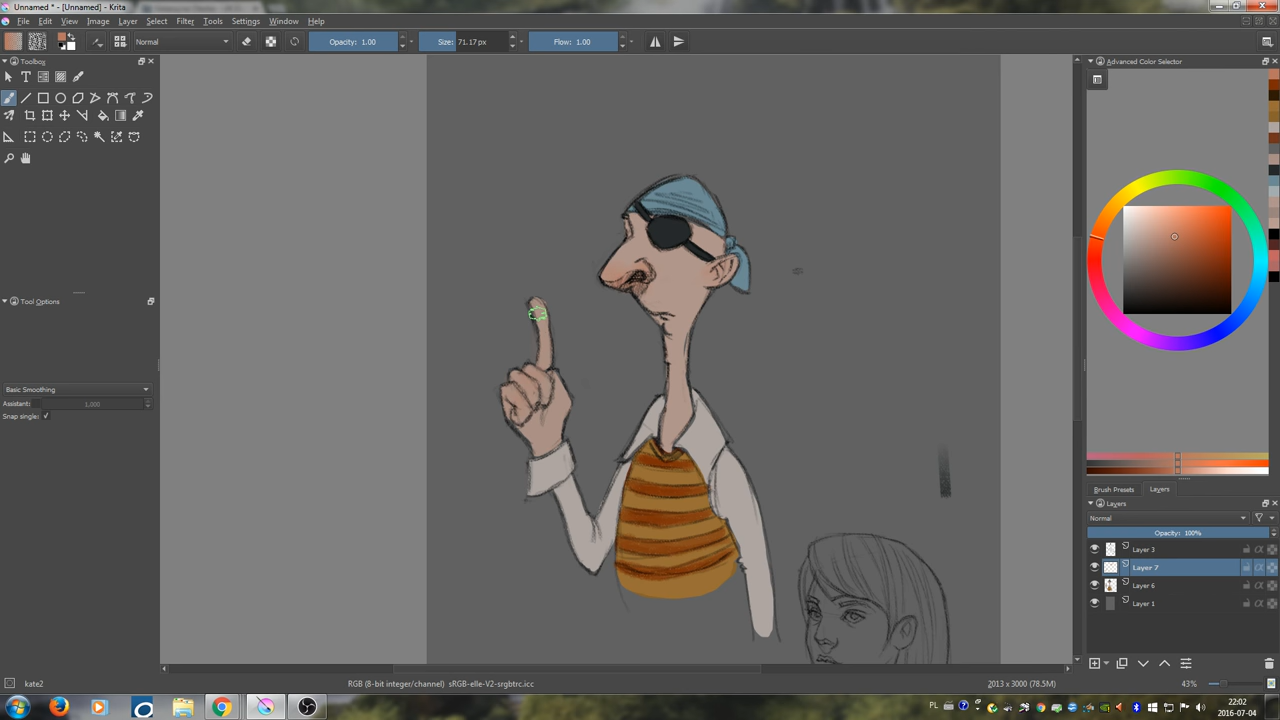 Unnamed * - [Unnamed] - Krita
File Edit View Image Layer Select Filter Tools Settings Window Help
Normal Opacity: 1.00 Size: 71.17 px Flow: 1.00
Toolbox
Advanced Color Selector
Tool Options
Basic Smoothing
Assistant: 1,000
Snap single:
Brush Presets Layers
Layers
Normal
Opacity: 100%
Layer 3
Layer 7
Layer 6
Layer 1
kate2 RGB (8-bit integer/channel) sRGB-elle-V2-srgbtrc.icc 2013 x 3000 (78.5M) 43%
PL 22:02
2016-07-04